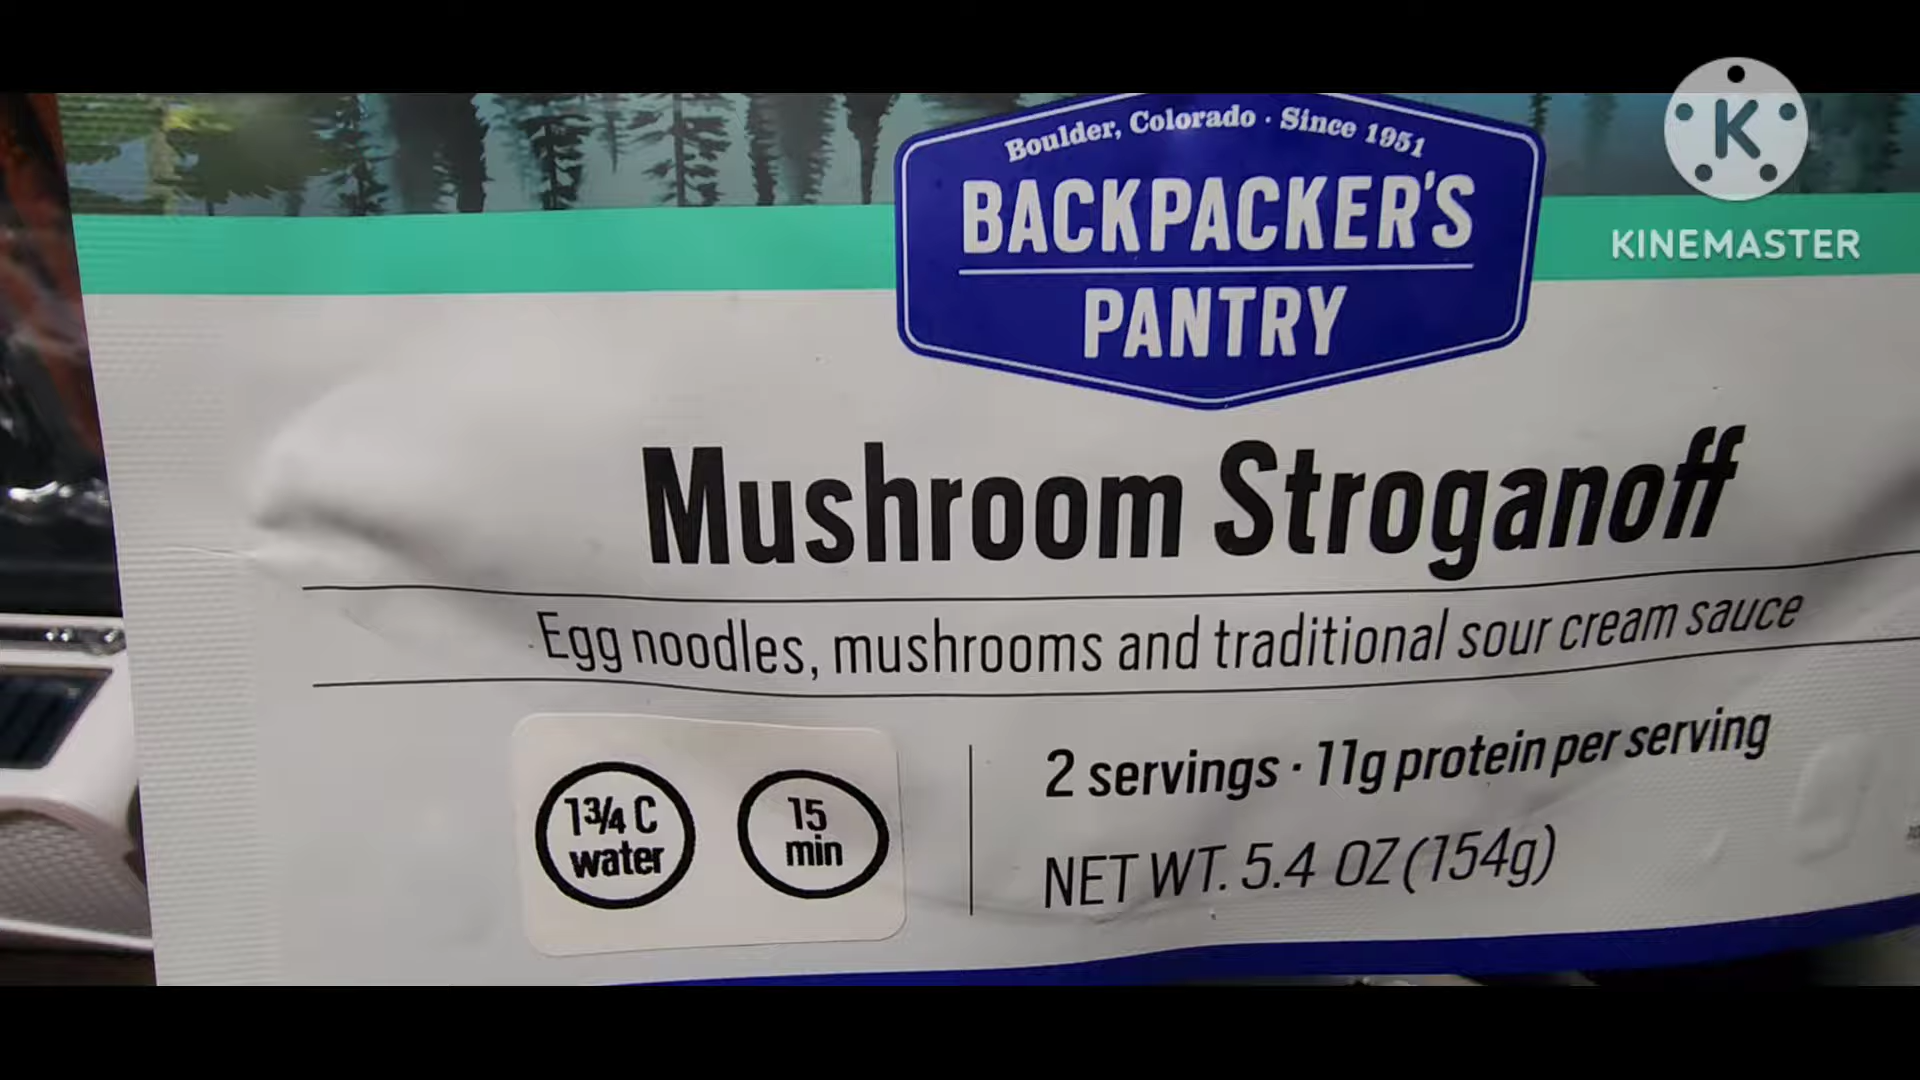 Boulder, Colorado · Since 1951
BACKPACKER'S
PANTRY
K
KINEMASTER
Mushroom Stroganoff
Egg noodles, mushrooms and traditional sour cream sauce
1¾ C
water
15
min
2 servings · 11g protein per serving
NET WT. 5.4 OZ (154g)